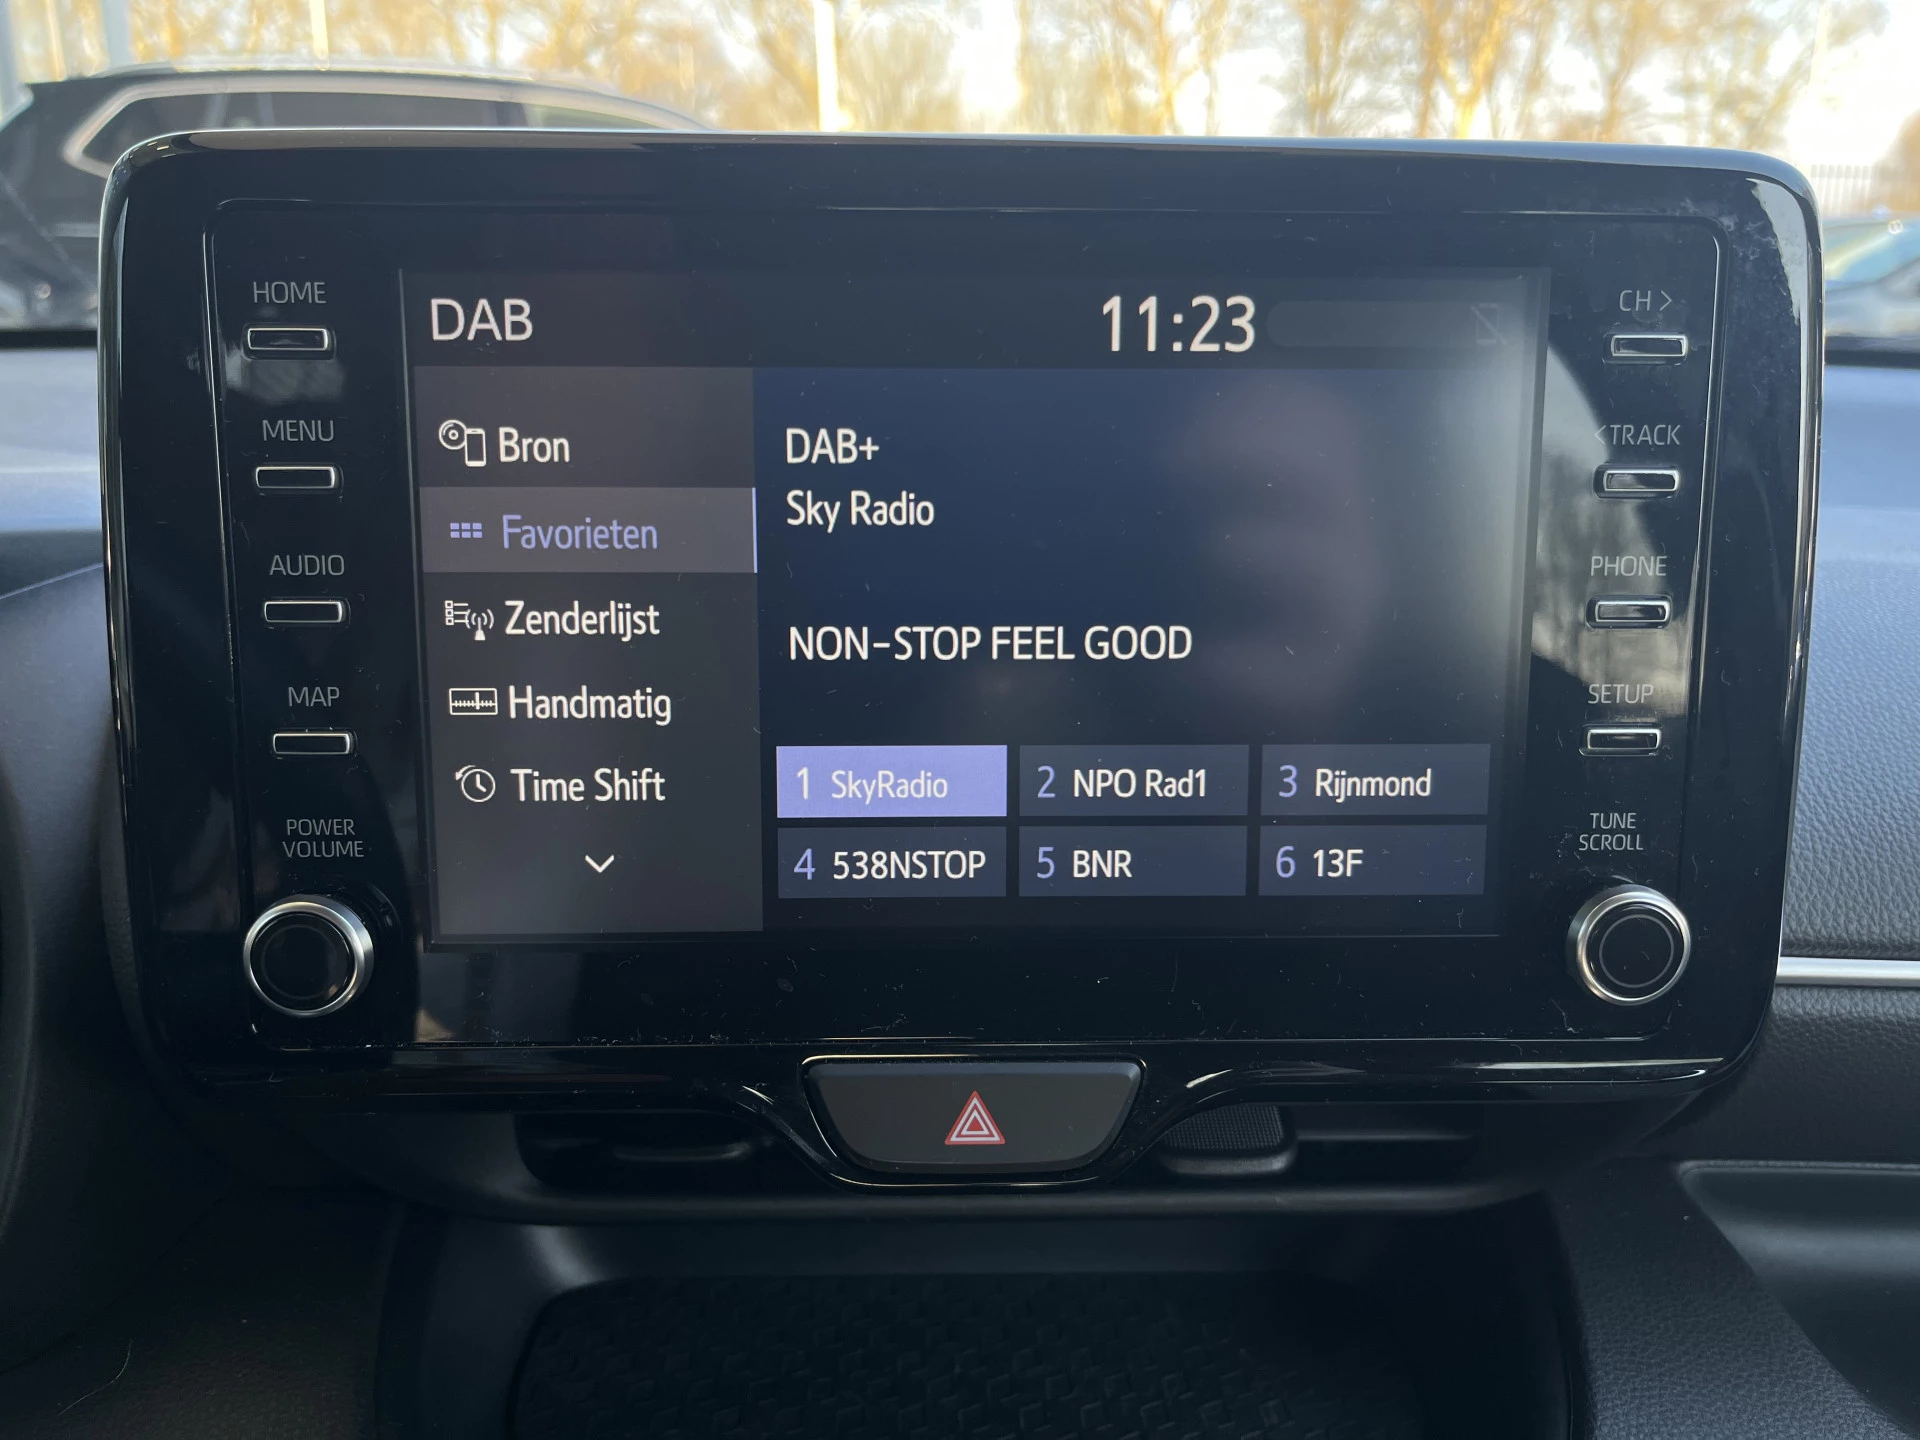 HOME
MENU
AUDIO
MAP
POWER
VOLUME
DAB
11:23
Bron
Favorieten
Zenderlijst
Handmatig
Time Shift
DAB+
Sky Radio
NON-STOP FEEL GOOD
1 SkyRadio
2 NPO Rad1
3 Rijnmond
4 538NSTOP
5 BNR
6 13F
CH >
< TRACK
PHONE
SETUP
TUNE
SCROLL